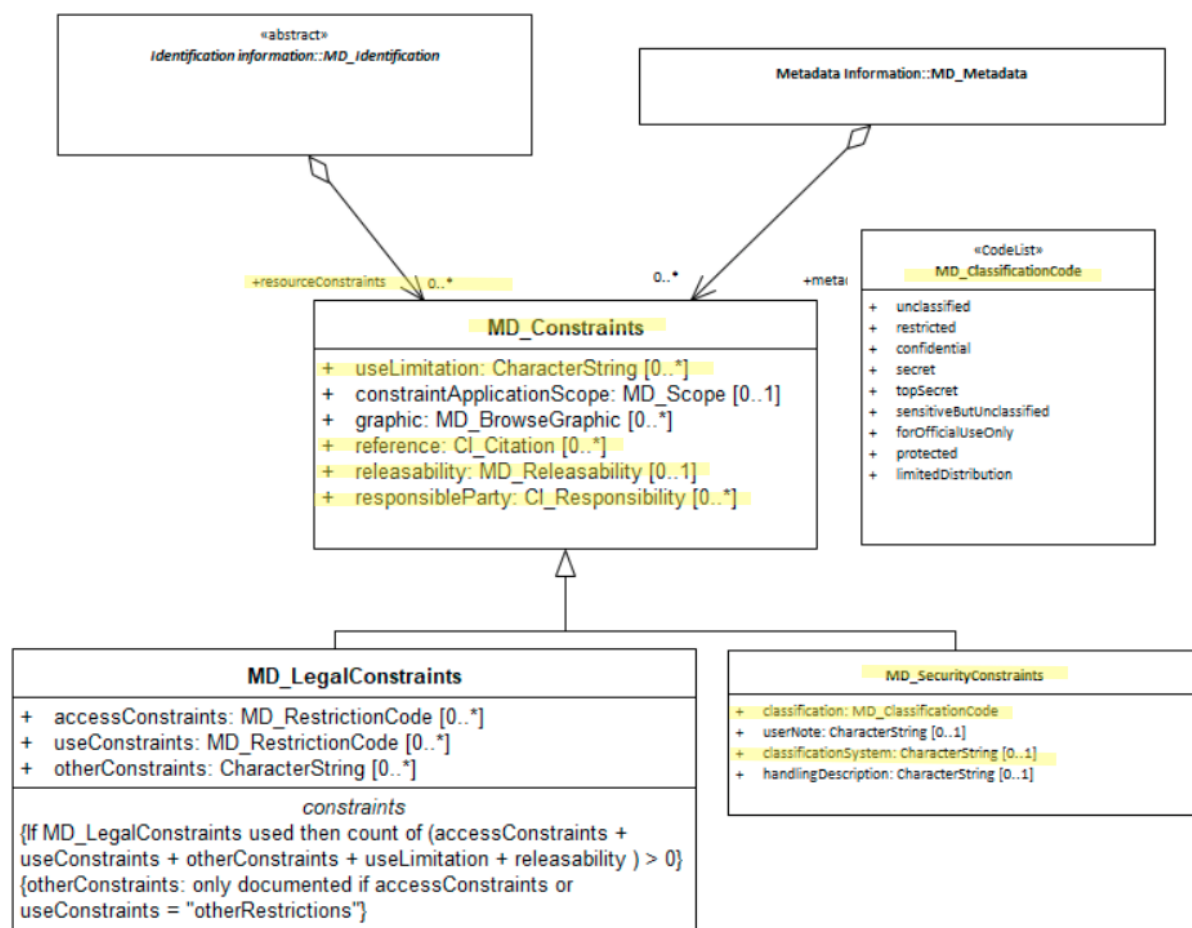 «abstract»
Identification information::MD_Identification
Metadata Information::MD_Metadata
+resourceConstraints 0..*
0..* +metac
«CodeList»
MD_ClassificationCode
+ unclassified
+ restricted
+ confidential
+ secret
+ topSecret
+ sensitiveButUnclassified
+ forOfficialUseOnly
+ protected
+ limitedDistribution
MD_Constraints
+ useLimitation: CharacterString [0..*]
+ constraintApplicationScope: MD_Scope [0..1]
+ graphic: MD_BrowseGraphic [0..*]
+ reference: CI_Citation [0..*]
+ releasability: MD_Releasability [0..1]
+ responsibleParty: CI_Responsibility [0..*]
MD_LegalConstraints
+ accessConstraints: MD_RestrictionCode [0..*]
+ useConstraints: MD_RestrictionCode [0..*]
+ otherConstraints: CharacterString [0..*]
constraints
{If MD_LegalConstraints used then count of (accessConstraints +
useConstraints + otherConstraints + useLimitation + releasability ) > 0}
{otherConstraints: only documented if accessConstraints or
useConstraints = "otherRestrictions"}
MD_SecurityConstraints
+ classification: MD_ClassificationCode
+ userNote: CharacterString [0..1]
+ classificationSystem: CharacterString [0..1]
+ handlingDescription: CharacterString [0..1]